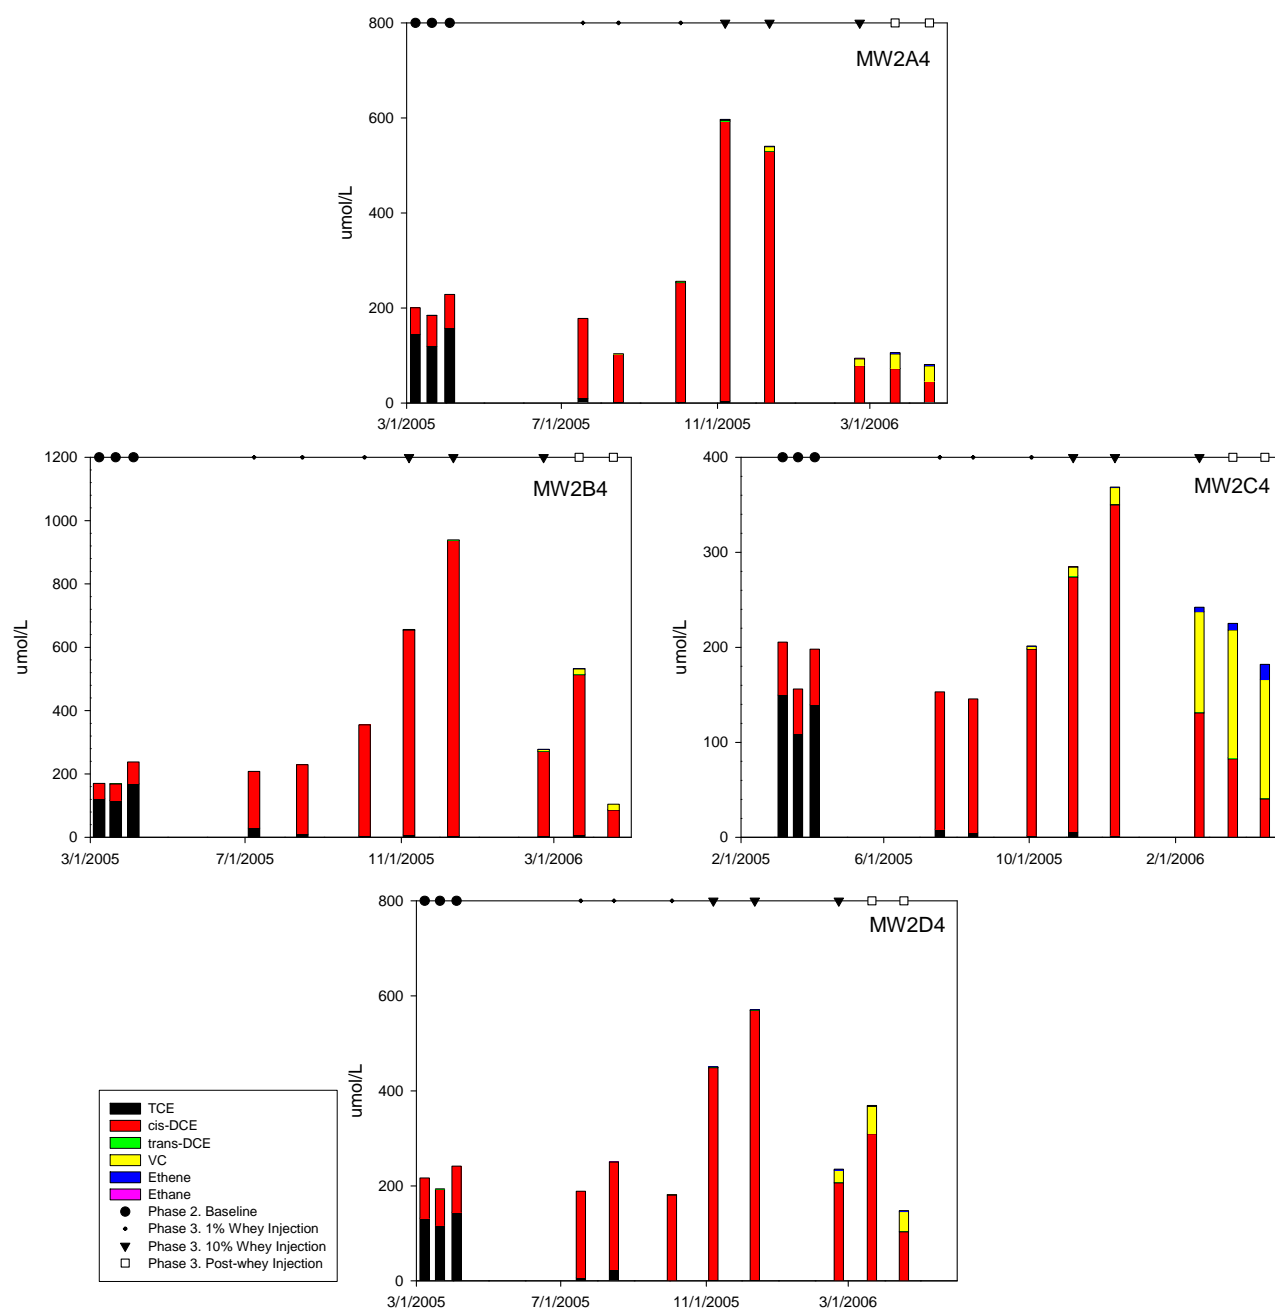 MW2A4
800
600
400
200
0
umol/L
3/1/2005 7/1/2005 11/1/2005 3/1/2006
MW2B4
1200
1000
800
600
400
200
0
umol/L
3/1/2005 7/1/2005 11/1/2005 3/1/2006
MW2C4
400
300
200
100
0
umol/L
2/1/2005 6/1/2005 10/1/2005 2/1/2006
MW2D4
800
600
400
200
0
umol/L
3/1/2005 7/1/2005 11/1/2005 3/1/2006
TCE
cis-DCE
trans-DCE
VC
Ethene
Ethane
Phase 2. Baseline
Phase 3. 1% Whey Injection
Phase 3. 10% Whey Injection
Phase 3. Post-whey Injection